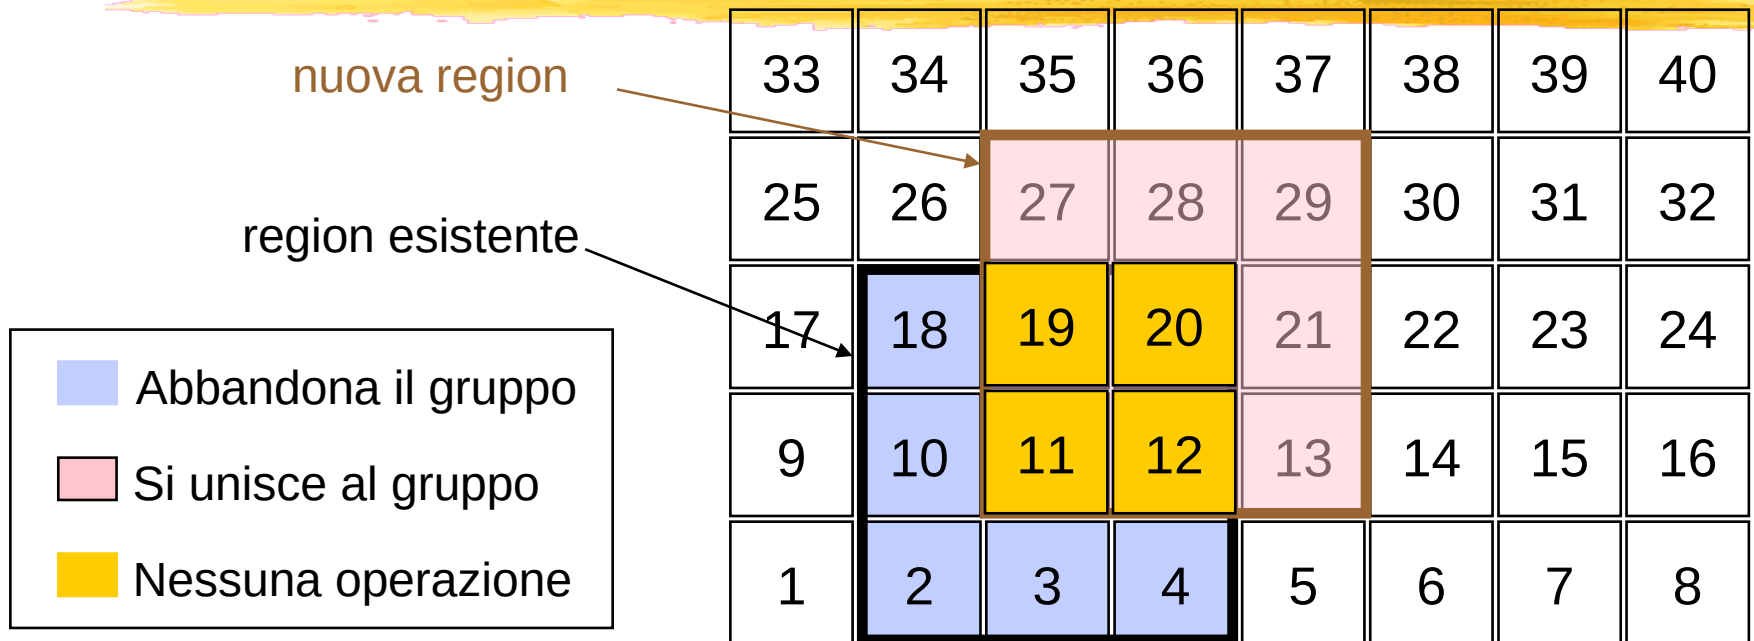 33 34 35 36 37 38 39 40
nuova region
25 26 27 28 29 30 31 32
region esistente
17 18 19 20 21 22 23 24
Abbandona il gruppo
9 10 11 12 13 14 15 16
Si unisce al gruppo
Nessuna operazione
1 2 3 4 5 6 7 8